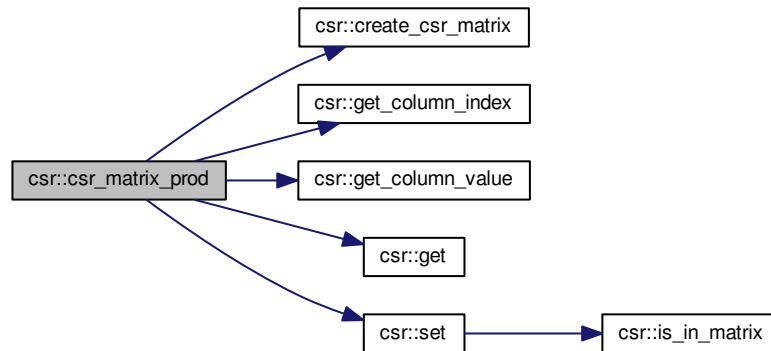 csr::create_csr_matrix
csr::get_column_index
csr::csr_matrix_prod
csr::get_column_value
csr::get
csr::set
csr::is_in_matrix